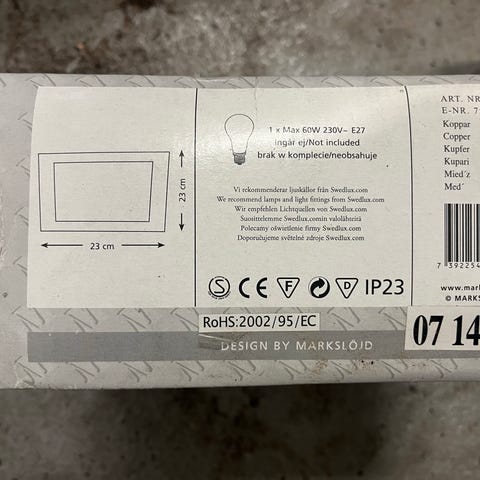 23 cm
23 cm
1 x Max 60W 230V~ E27
ingår ej/Not included
brak w komplecie/neobsahuje
Vi rekommenderar ljuskällor från Swedlux.com
We recommend lamps and light fittings from Swedlux.com
Wir empfehlen Lichtquellen von Swedlux.com
Suosittelemme Swedlux.comin valolähteitä
Polecamy oświetlenie firmy Swedlux.com
Doporučujeme světelné zdroje Swedlux.com
S CE F D IP23
RoHS:2002/95/EC
DESIGN BY MARKSLÖJD
ART. NR
E-NR. 7
Koppar
Copper
Kupfer
Kupari
Mied´z
Med´
7 392254
www.mark
© MARKS
07 14